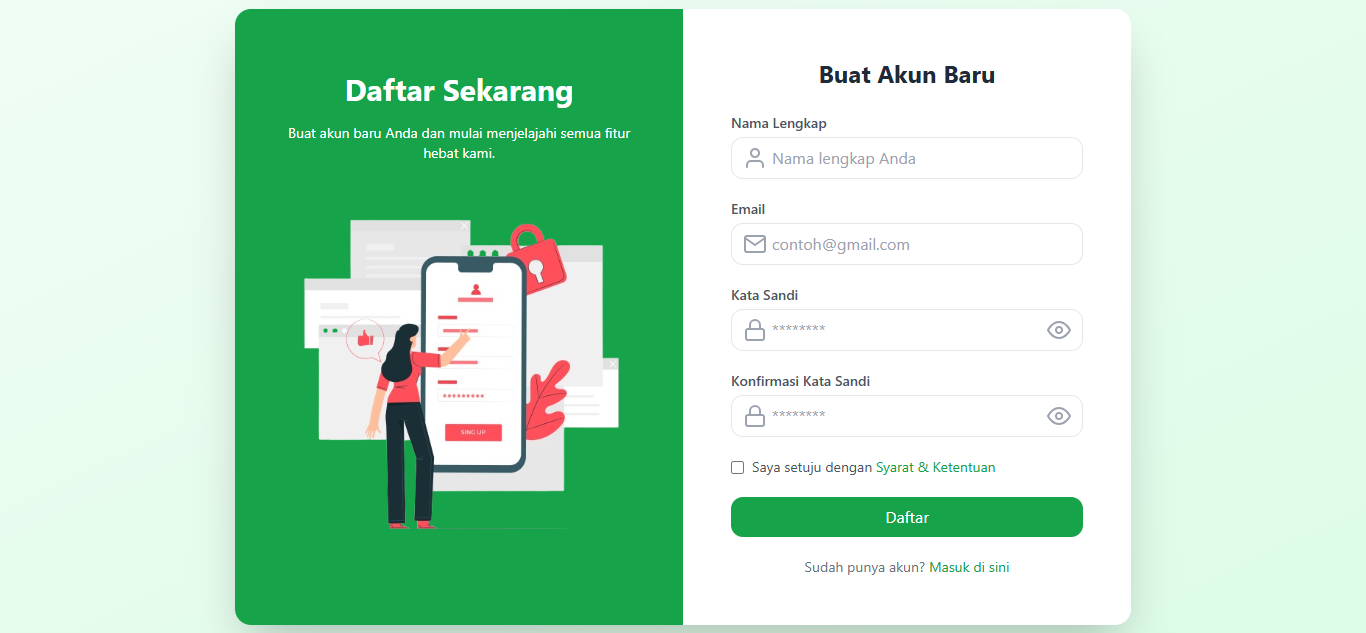 Daftar Sekarang
Buat akun baru Anda dan mulai menjelajahi semua fitur
hebat kami.
SING UP
Buat Akun Baru
Nama Lengkap
Nama lengkap Anda
Email
contoh@gmail.com
Kata Sandi
********
Konfirmasi Kata Sandi
********
Saya setuju dengan Syarat & Ketentuan
Daftar
Sudah punya akun? Masuk di sini